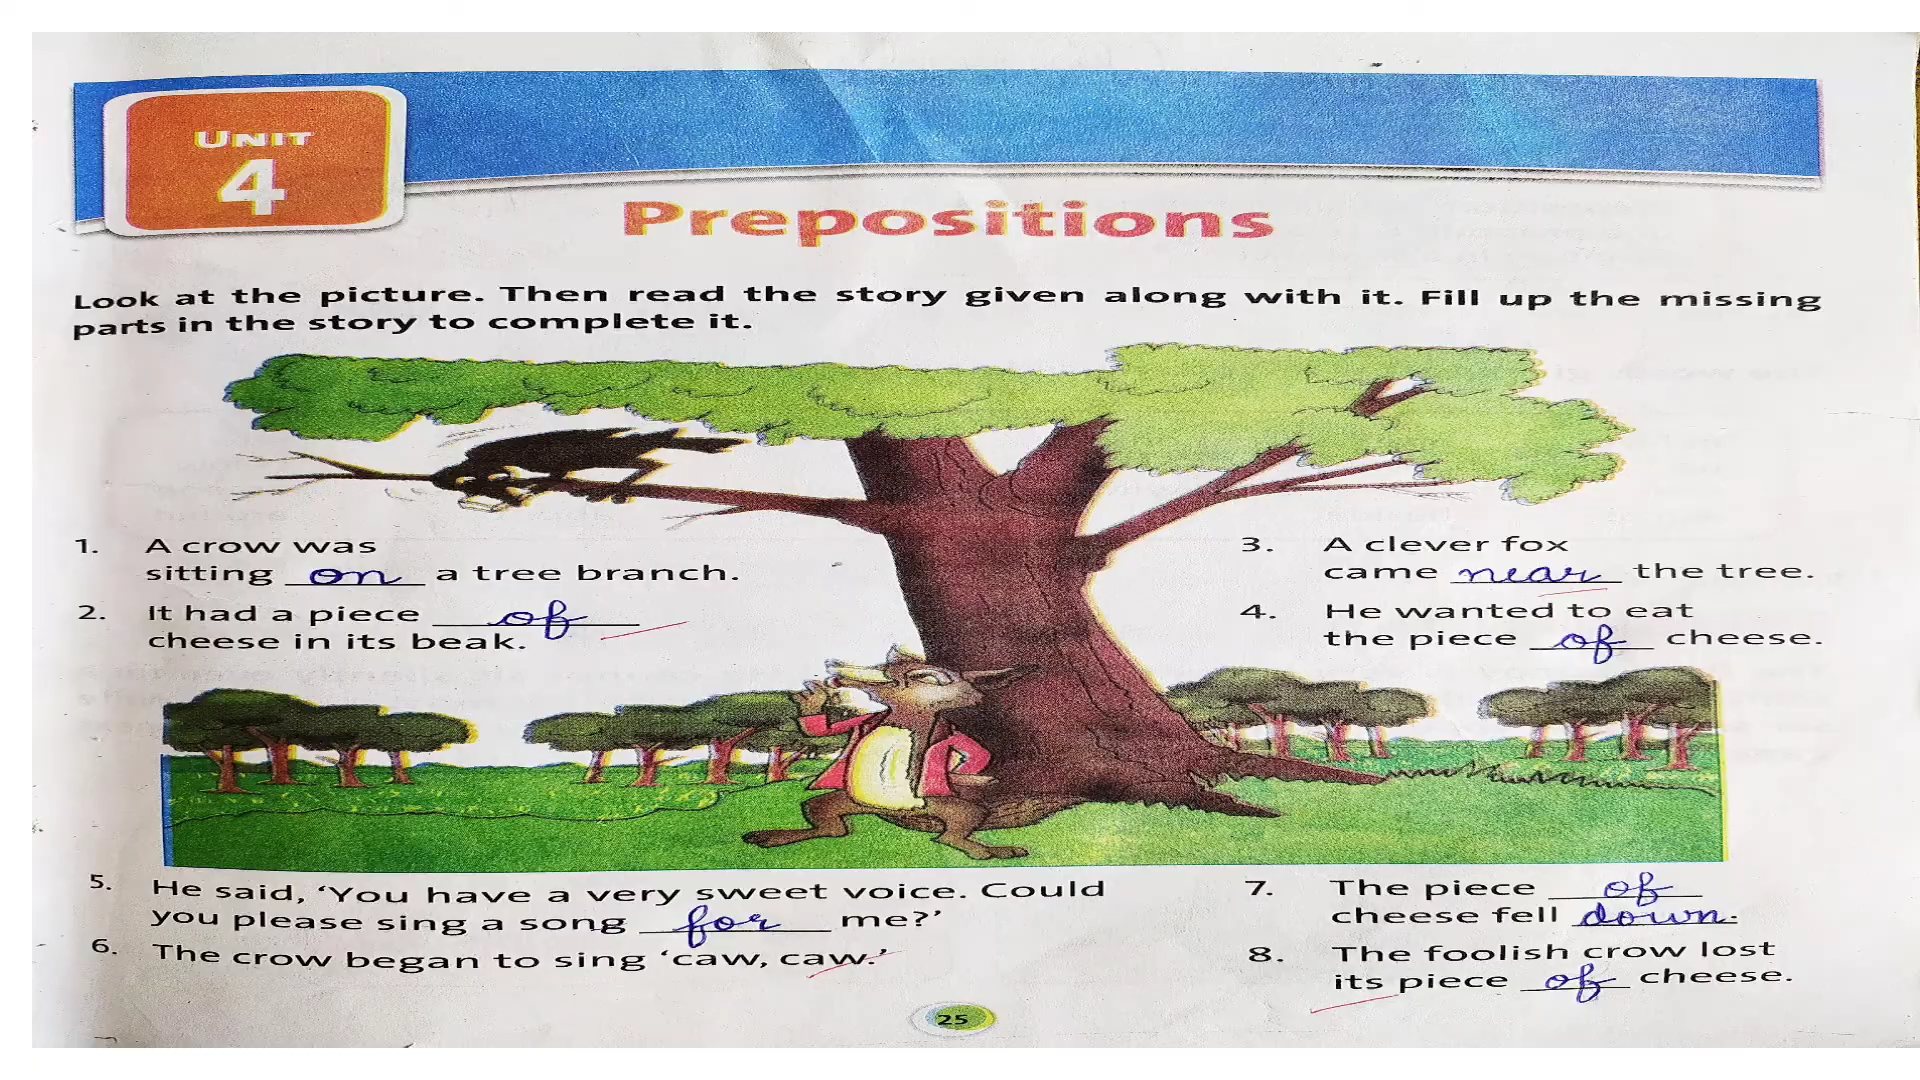 UNIT
4
Prepositions
Look at the picture. Then read the story given along with it. Fill up the missing
parts in the story to complete it.
1. A crow was
sitting on a tree branch.
2. It had a piece of
cheese in its beak.
3. A clever fox
came near the tree.
4. He wanted to eat
the piece of cheese.
5. He said, ‘You have a very sweet voice. Could
you please sing a song for me?’
6. The crow began to sing ‘caw, caw.’
7. The piece of
cheese fell down.
8. The foolish crow lost
its piece of cheese.
25